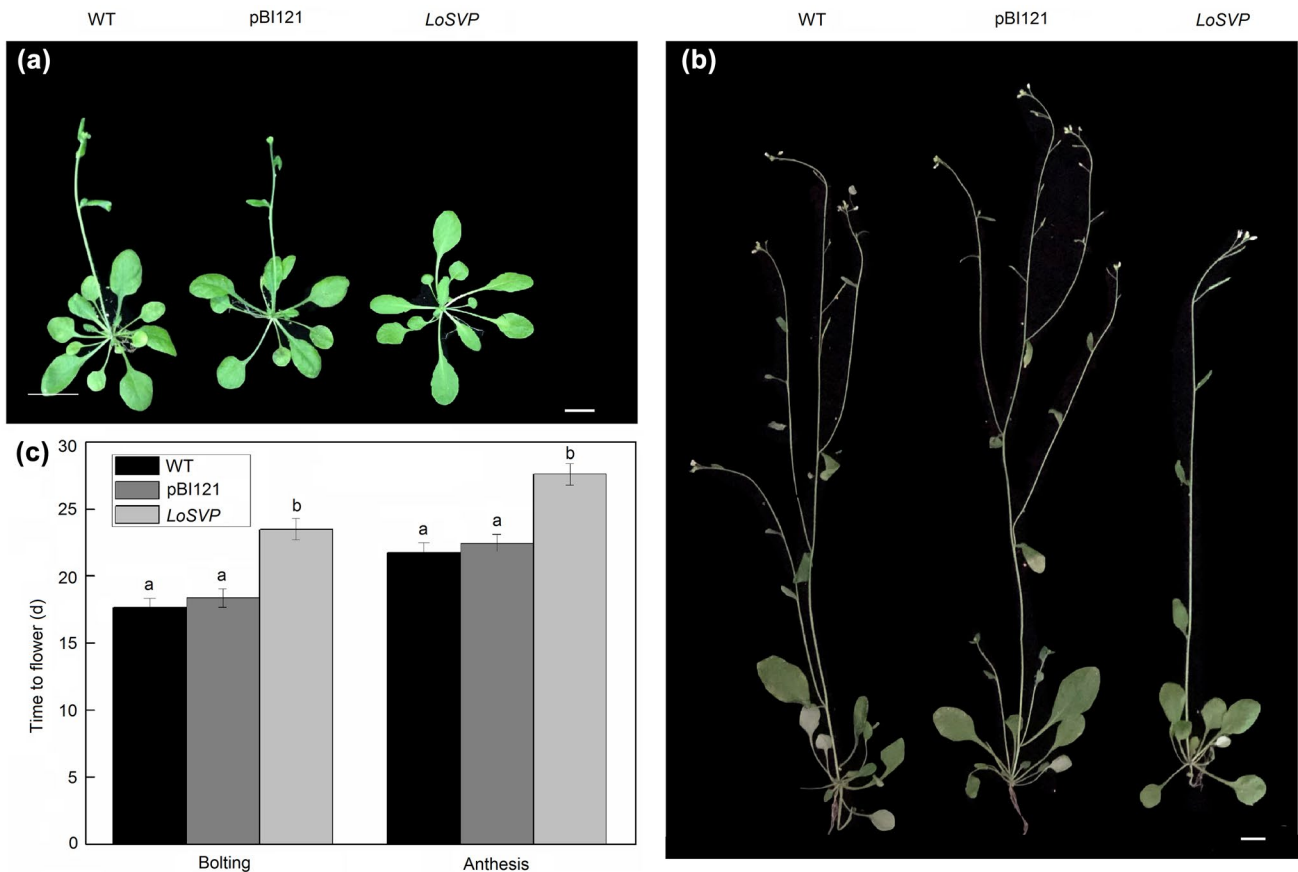 WT pBI121 LoSVP
WT pBI121 LoSVP
(a)
(b)
(c)
30
25
20
15
10
5
0
Time to flower (d)
WT
pBI121
LoSVP
a
a
b
a
a
b
Bolting
Anthesis